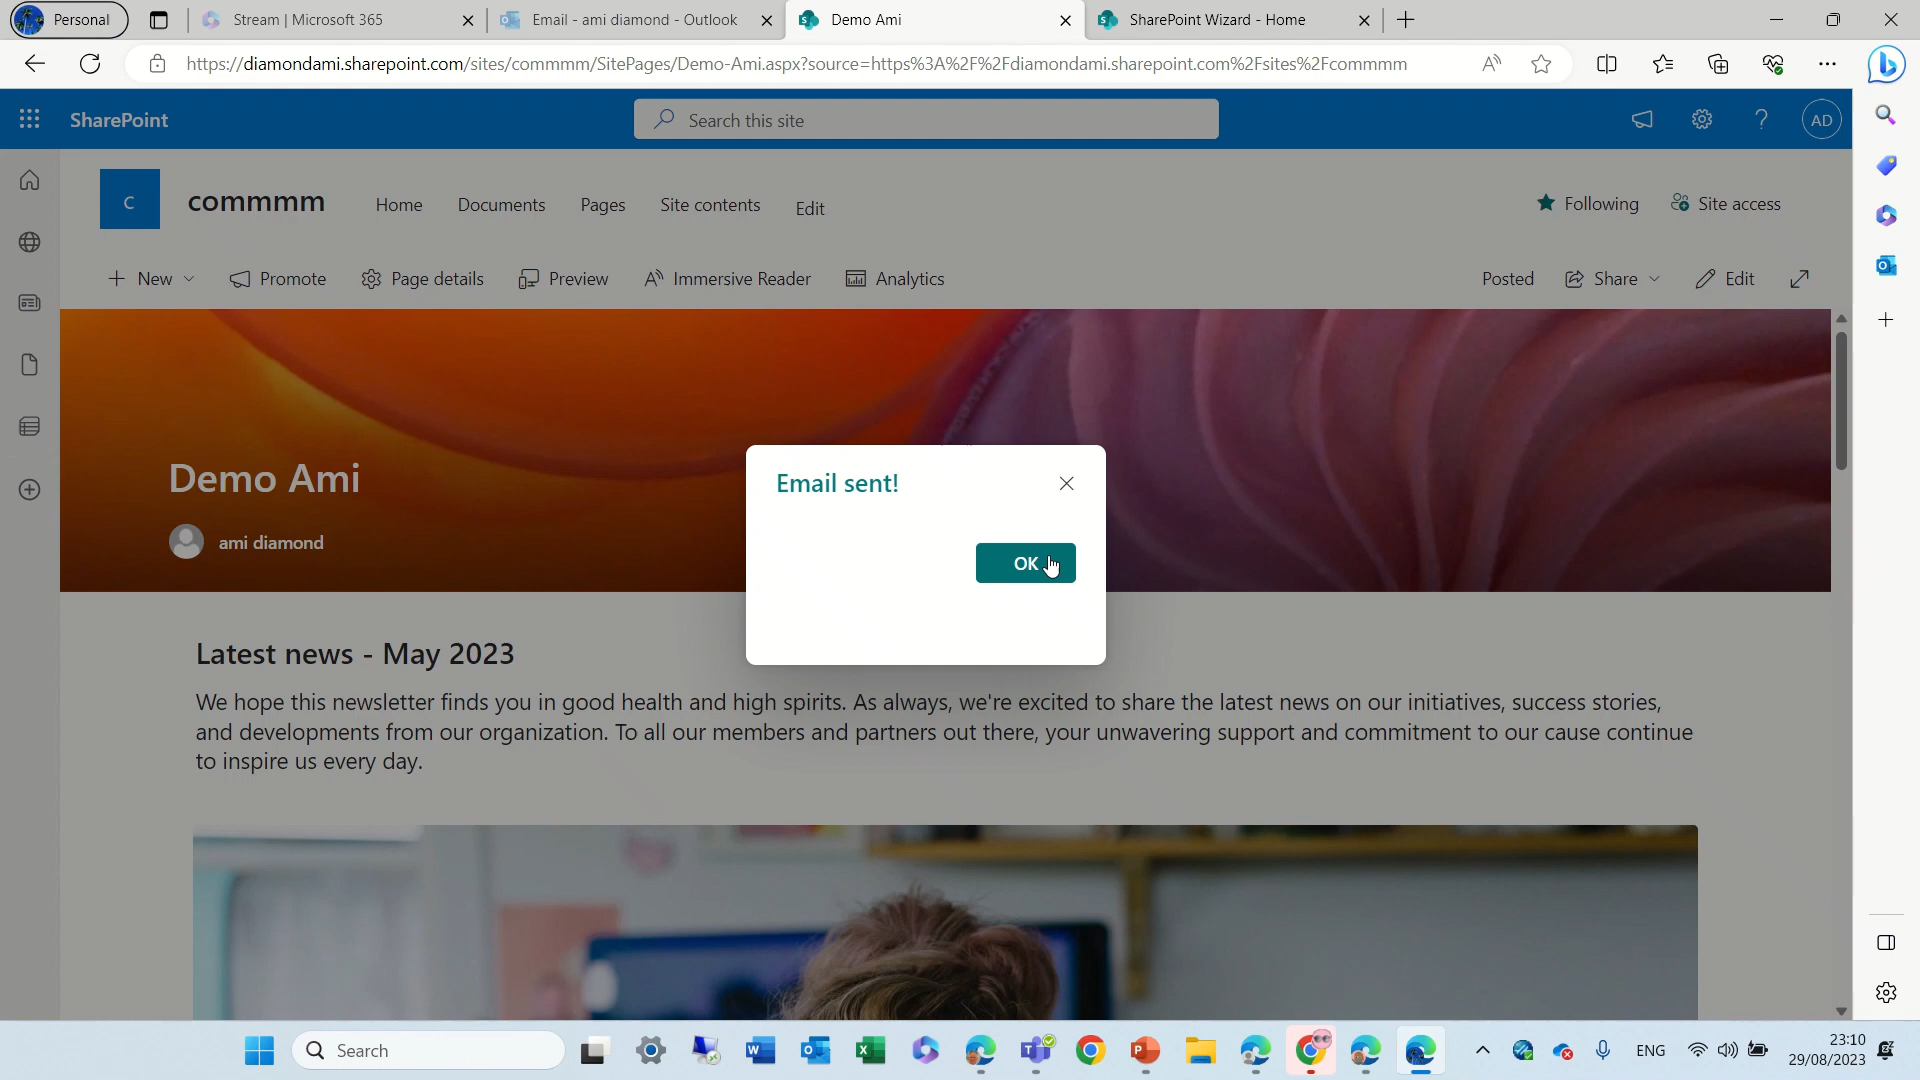 Personal
Stream | Microsoft 365
Email - ami diamond - Outlook
Demo Ami
SharePoint Wizard - Home
https://diamondami.sharepoint.com/sites/commmm/SitePages/Demo-Ami.aspx?source=https%3A%2F%2Fdiamondami.sharepoint.com%2Fsites%2Fcommmm
SharePoint
Search this site
AD
C
commmm
Home
Documents
Pages
Site contents
Edit
Following
Site access
New
Promote
Page details
Preview
Immersive Reader
Analytics
Posted
Share
Edit
Demo Ami
ami diamond
Email sent!
OK
Latest news - May 2023
We hope this newsletter finds you in good health and high spirits. As always, we're excited to share the latest news on our initiatives, success stories,
and developments from our organization. To all our members and partners out there, your unwavering support and commitment to our cause continue
to inspire us every day.
Search
ENG
23:10
29/08/2023